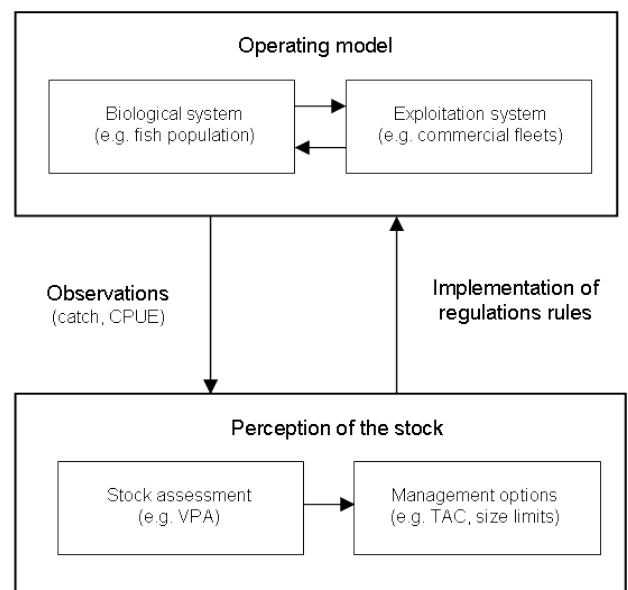 Operating model
Biological system
(e.g. fish population)
Exploitation system
(e.g. commercial fleets)
Observations
(catch, CPUE)
Implementation of
regulations rules
Perception of the stock
Stock assessment
(e.g. VPA)
Management options
(e.g. TAC, size limits)